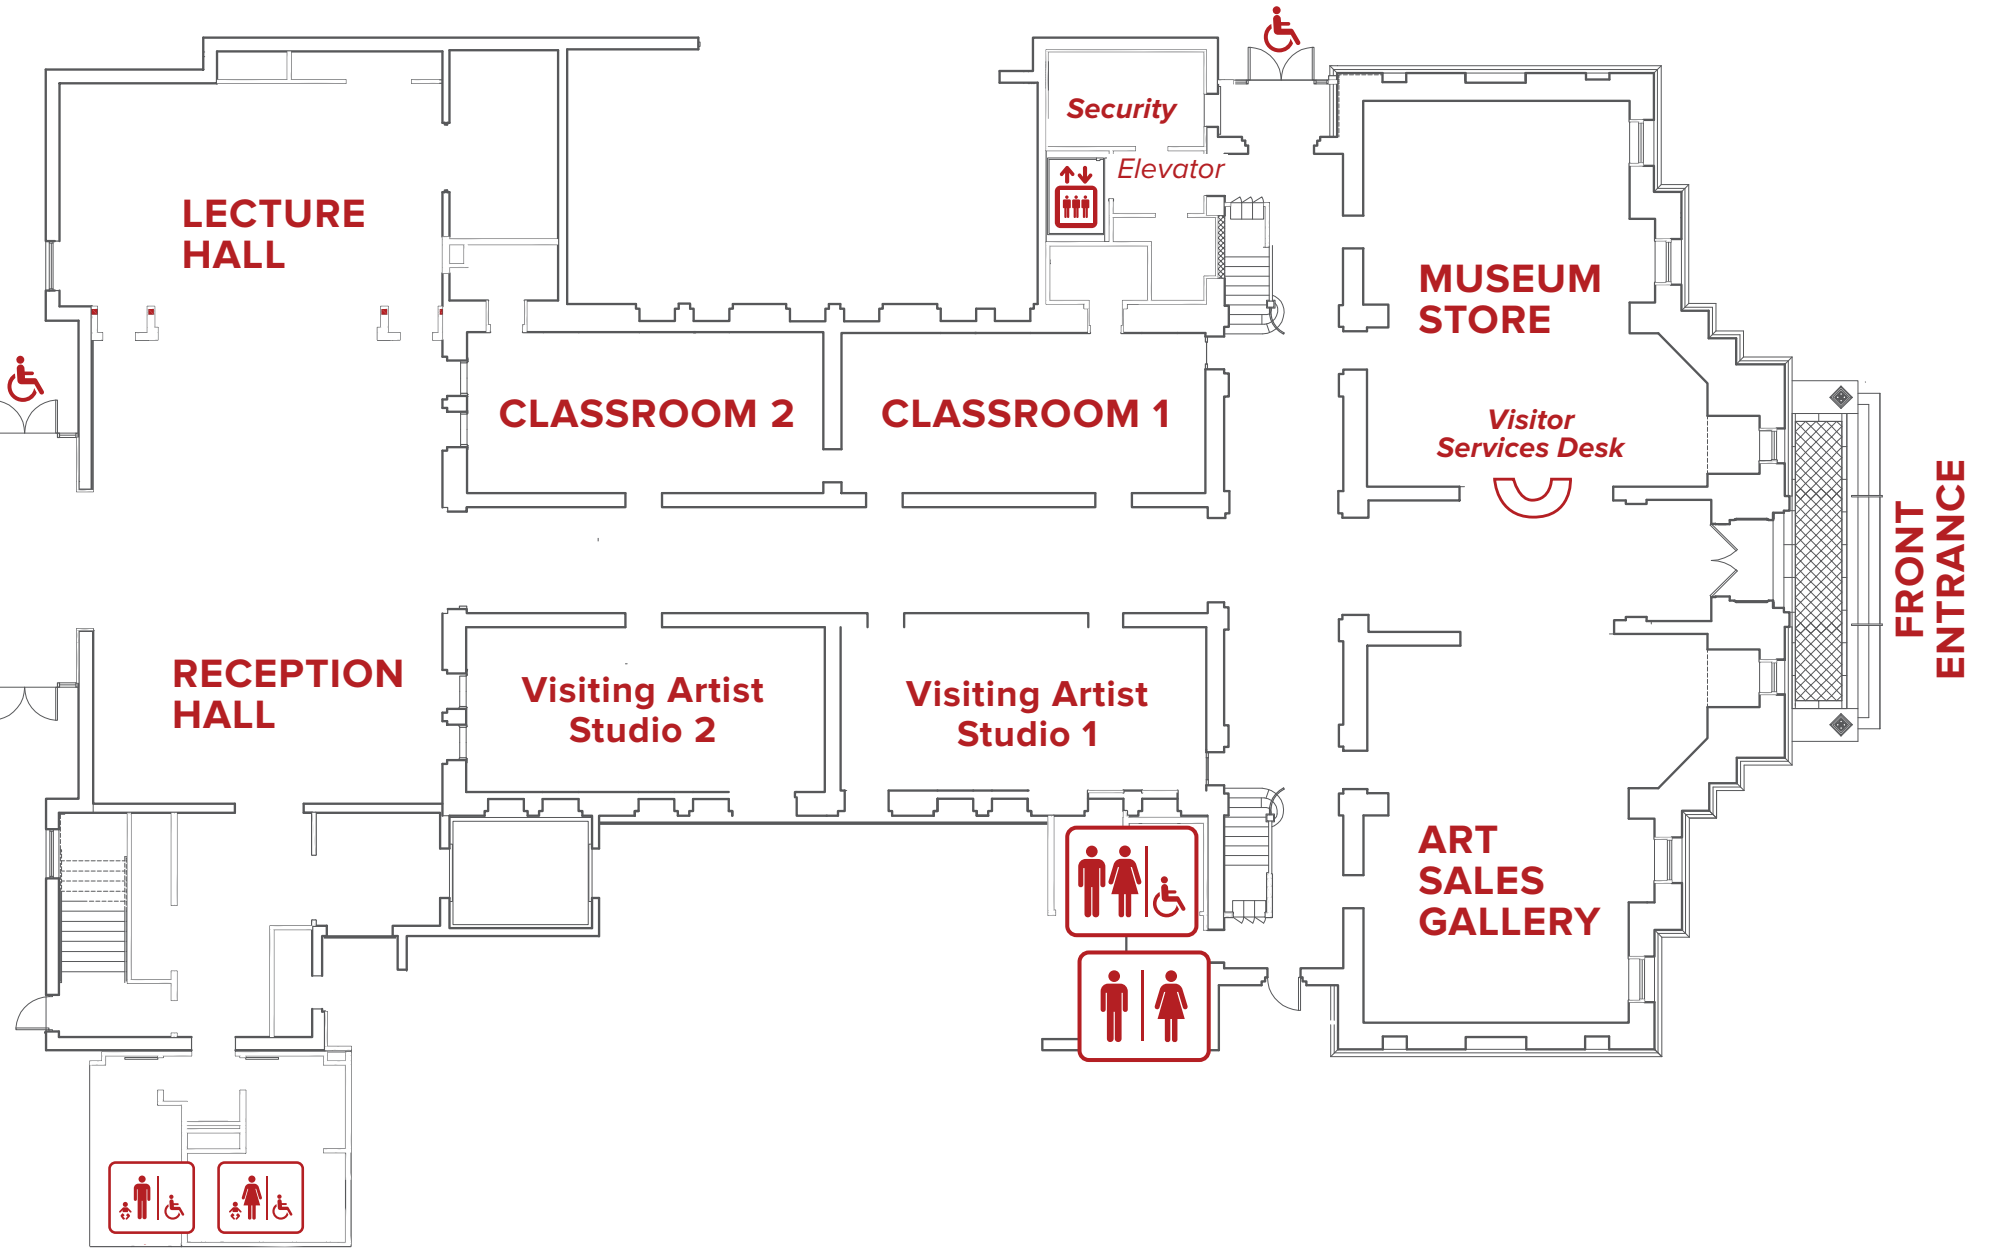 Security
Elevator
LECTURE
HALL
MUSEUM
STORE
CLASSROOM 2
CLASSROOM 1
Visitor
Services Desk
FRONT
ENTRANCE
RECEPTION
HALL
Visiting Artist
Studio 2
Visiting Artist
Studio 1
ART
SALES
GALLERY